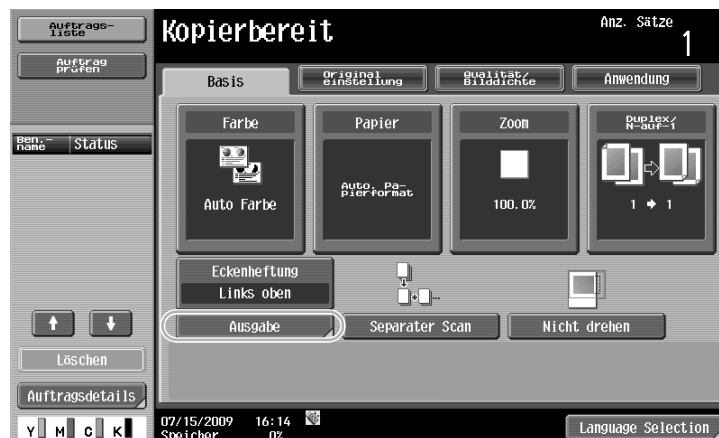 Auftrags-
liste
Auftrag
prüfen
Kopierbereit
Anz. Sätze
1
Basis
Original
einstellung
Qualität/
Bilddichte
Anwendung
Ben.-
name
Status
Farbe
Auto Farbe
Papier
Auto. Pa-
pierformat
Zoom
100.0%
Duplex/
N-auf-1
1 → 1
Eckenheftung
Links oben
Ausgabe
Separater Scan
Nicht drehen
Löschen
Auftragsdetails
Y M C K
07/15/2009 16:14
Speicher 0%
Language Selection